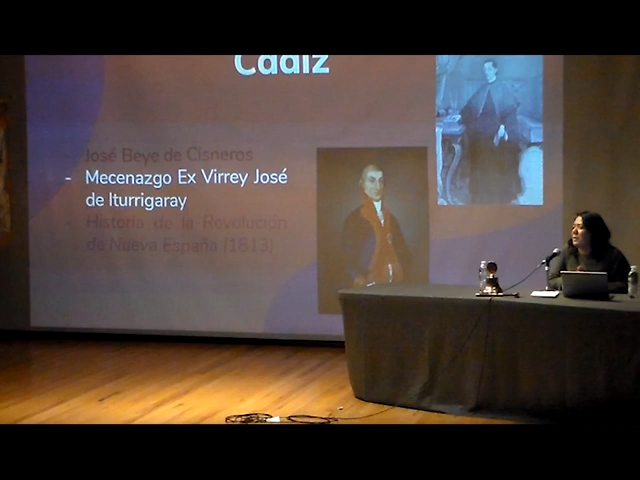 Cádiz
- José Beye de Cisneros
- Mecenazgo Ex Virrey José
de Iturrigaray
- Historia de la Revolución
de Nueva España (1813)